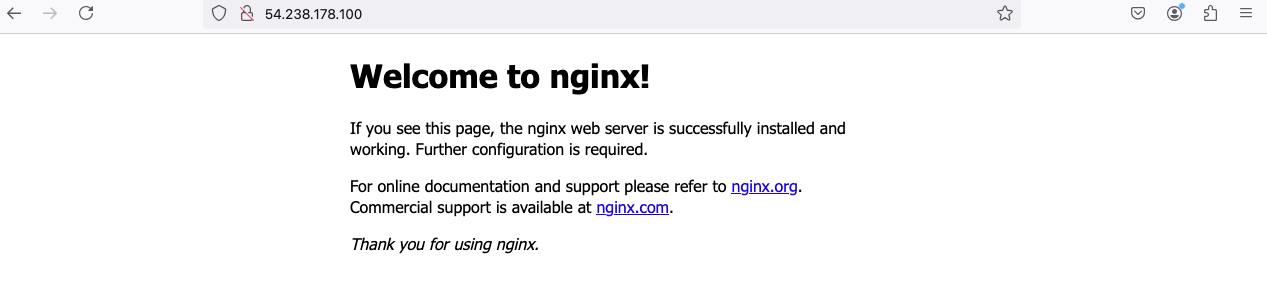 54.238.178.100
Welcome to nginx!
If you see this page, the nginx web server is successfully installed and
working. Further configuration is required.
For online documentation and support please refer to nginx.org.
Commercial support is available at nginx.com.
Thank you for using nginx.